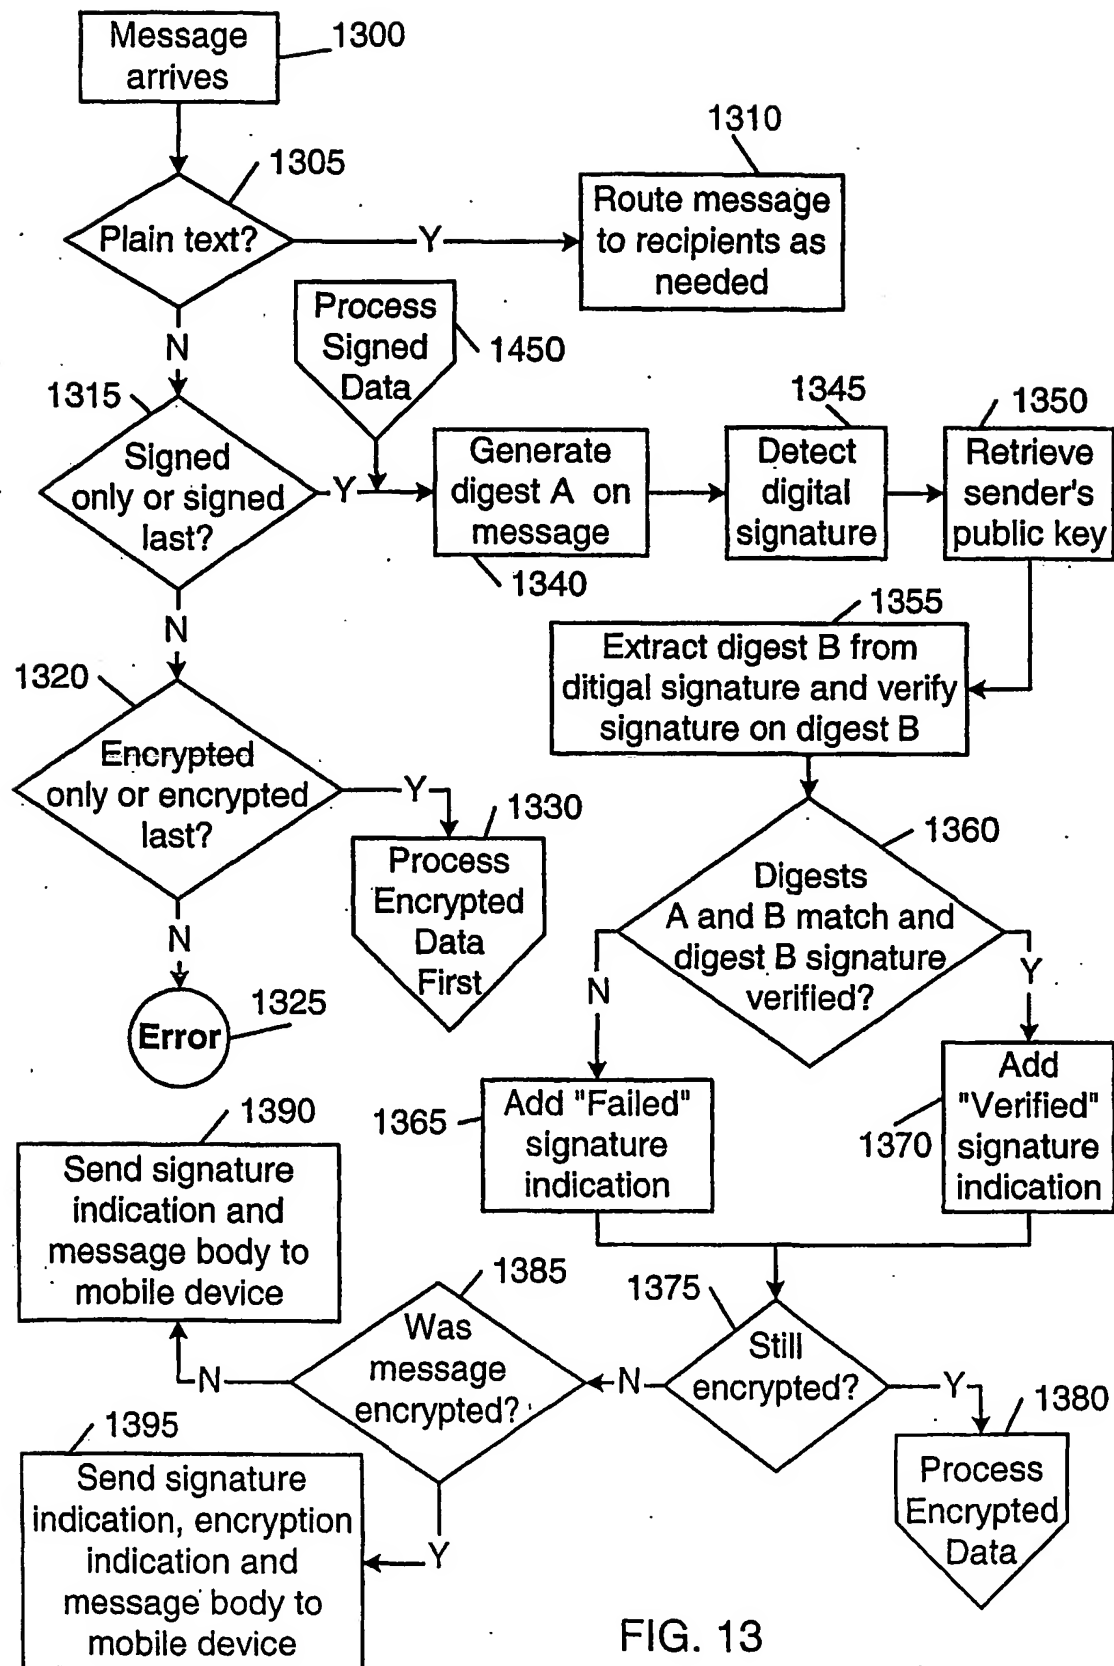 Message
arrives
1300
1305
Plain text?
Y
1310
Route message
to recipients as
needed
N
Process
Signed
Data
1450
1315
Signed
only or signed
last?
Y
Generate
digest A on
message
1340
1345
Detect
digital
signature
1350
Retrieve
sender's
public key
N
1355
Extract digest B from
ditigal signature and verify
signature on digest B
1320
Encrypted
only or encrypted
last?
Y
1330
Process
Encrypted
Data
First
1360
Digests
A and B match and
digest B signature
verified?
N
Y
N
Error
1325
1365
Add "Failed"
signature
indication
1370
Add
"Verified"
signature
indication
1390
Send signature
indication and
message body to
mobile device
1385
Was
message
encrypted?
N
1375
Still
encrypted?
N
Y
1380
Process
Encrypted
Data
1395
Send signature
indication, encryption
indication and
message body to
mobile device
Y
FIG. 13